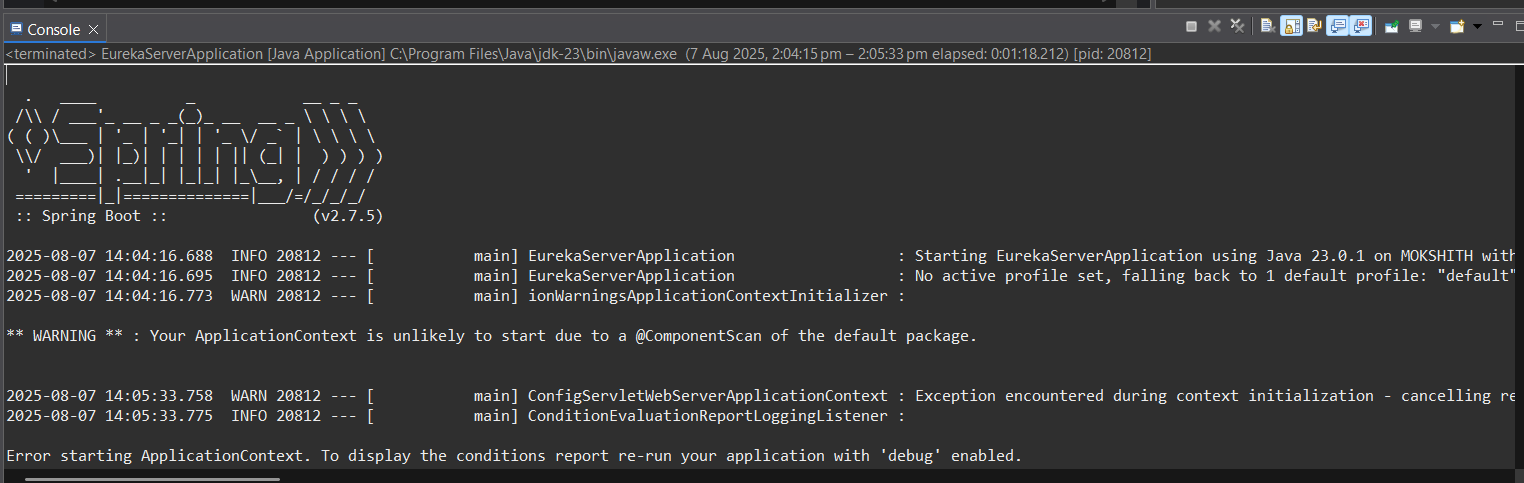 Console
<terminated> EurekaServerApplication [Java Application] C:\Program Files\Java\jdk-23\bin\javaw.exe (7 Aug 2025, 2:04:15 pm – 2:05:33 pm elapsed: 0:01:18.212) [pid: 20812]
  .   ____          _            __ _ _
 /\\ / ___'_ __ _ _(_)_ __  __ _ \ \ \ \
( ( )\___ | '_ | '_| | '_ \/ _` | \ \ \ \
 \\/  ___)| |_)| | | | | || (_| |  ) ) ) )
  '  |____| .__|_| |_|_| |_\__, | / / / /
 =========|_|==============|___/=/_/_/_/
 :: Spring Boot ::                (v2.7.5)
2025-08-07 14:04:16.688  INFO 20812 --- [           main] EurekaServerApplication                  : Starting EurekaServerApplication using Java 23.0.1 on MOKSHITH with
2025-08-07 14:04:16.695  INFO 20812 --- [           main] EurekaServerApplication                  : No active profile set, falling back to 1 default profile: "default"
2025-08-07 14:04:16.773  WARN 20812 --- [           main] ionWarningsApplicationContextInitializer :
** WARNING ** : Your ApplicationContext is unlikely to start due to a @ComponentScan of the default package.
2025-08-07 14:05:33.758  WARN 20812 --- [           main] ConfigServletWebServerApplicationContext : Exception encountered during context initialization - cancelling re
2025-08-07 14:05:33.775  INFO 20812 --- [           main] ConditionEvaluationReportLoggingListener :
Error starting ApplicationContext. To display the conditions report re-run your application with 'debug' enabled.